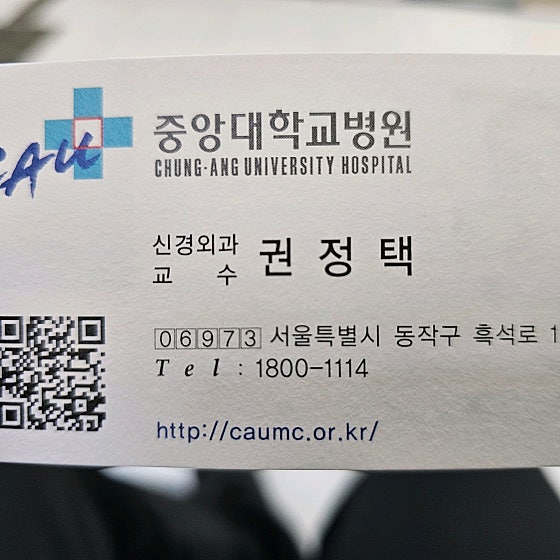 CAU
중앙대학교병원
CHUNG-ANG UNIVERSITY HOSPITAL
신경외과
교 수 권 정 택
06973 서울특별시 동작구 흑석로 1
Tel : 1800-1114
http://caumc.or.kr/